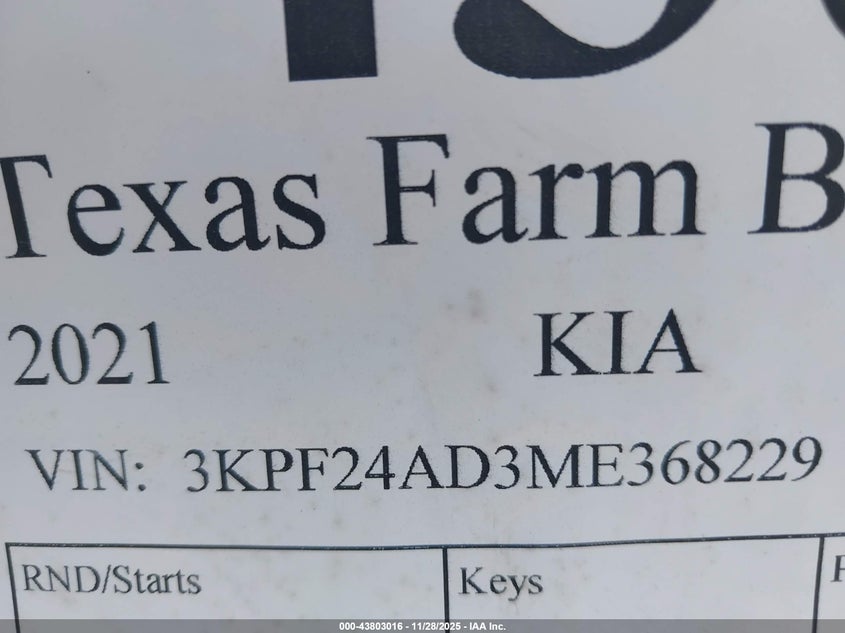 Texas Farm B
2021 KIA
VIN: 3KPF24AD3ME368229
RND/Starts Keys F
000-43803016 - 11/28/2025 - IAA Inc.